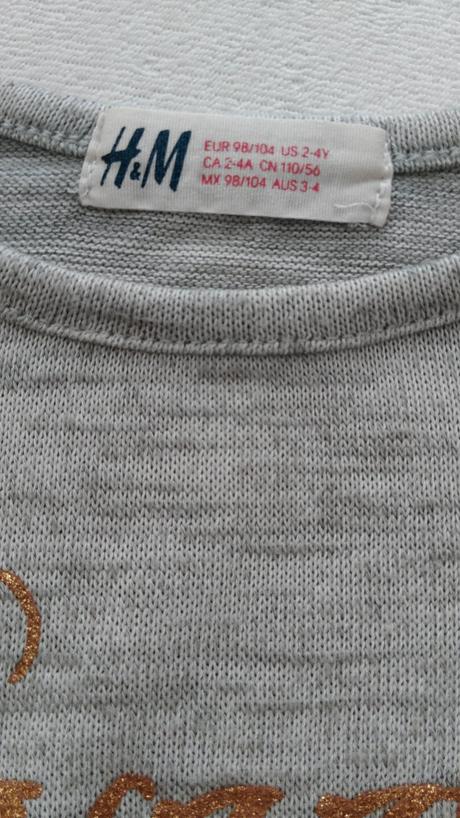 H&M
EUR 98/104 US 2-4Y
CA 2-4A CN 110/56
MX 98/104 AUS 3-4